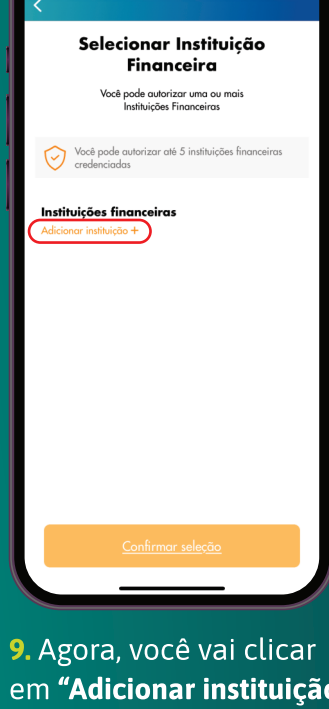 Selecionar Instituição
Financeira
Você pode autorizar uma ou mais
Instituições Financeiras
Você pode autorizar até 5 instituições financeiras
credenciadas
Instituições financeiras
Adicionar instituição +
Confirmar seleção
9. Agora, você vai clicar
em “Adicionar instituição